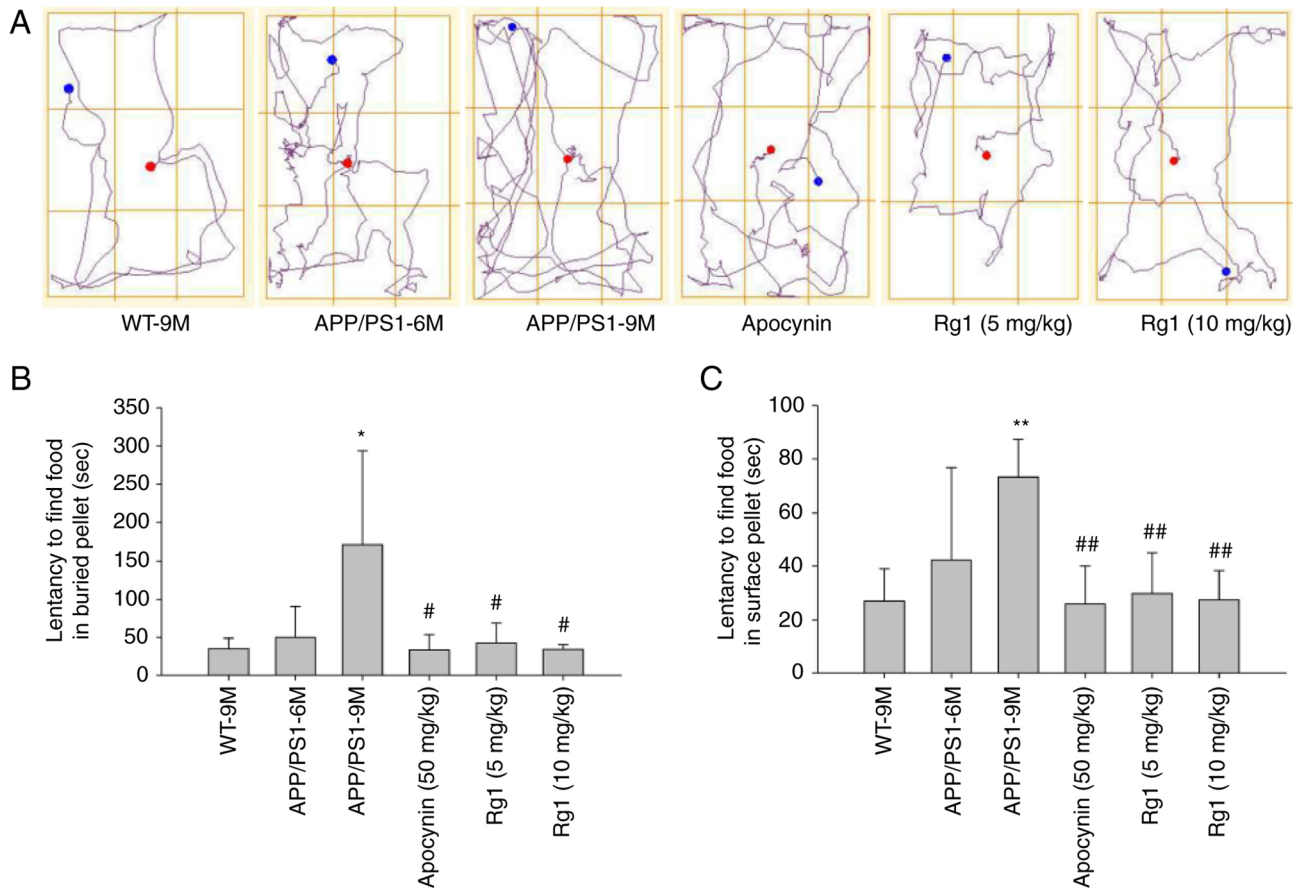 A
WT-9M
APP/PS1-6M
APP/PS1-9M
Apocynin
Rg1 (5 mg/kg)
Rg1 (10 mg/kg)
B
Lentancy to find food
in buried pellet (sec)
350
300
250
200
150
100
50
0
*
#
#
#
WT-9M
APP/PS1-6M
APP/PS1-9M
Apocynin (50 mg/kg)
Rg1 (5 mg/kg)
Rg1 (10 mg/kg)
C
Lentancy to find food
in surface pellet (sec)
100
80
60
40
20
0
**
##
##
##
WT-9M
APP/PS1-6M
APP/PS1-9M
Apocynin (50 mg/kg)
Rg1 (5 mg/kg)
Rg1 (10 mg/kg)